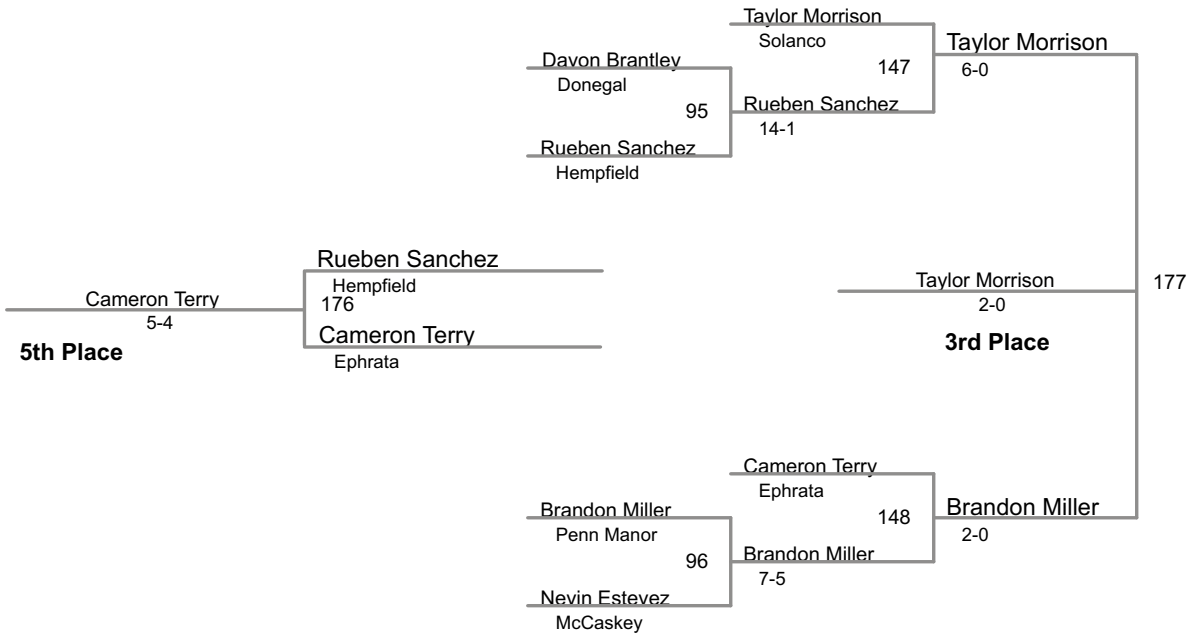 Taylor Morrison
Solanco
Taylor Morrison
Davon Brantley
147
6-0
Donegal
95
Rueben Sanchez
14-1
Rueben Sanchez
Hempfield
Rueben Sanchez
Hempfield
Cameron Terry
176
5-4
Cameron Terry
5th Place
Ephrata
Taylor Morrison
177
2-0
3rd Place
Cameron Terry
Ephrata
Brandon Miller
148
Brandon Miller
Penn Manor
2-0
96
Brandon Miller
7-5
Nevin Estevez
McCaskey